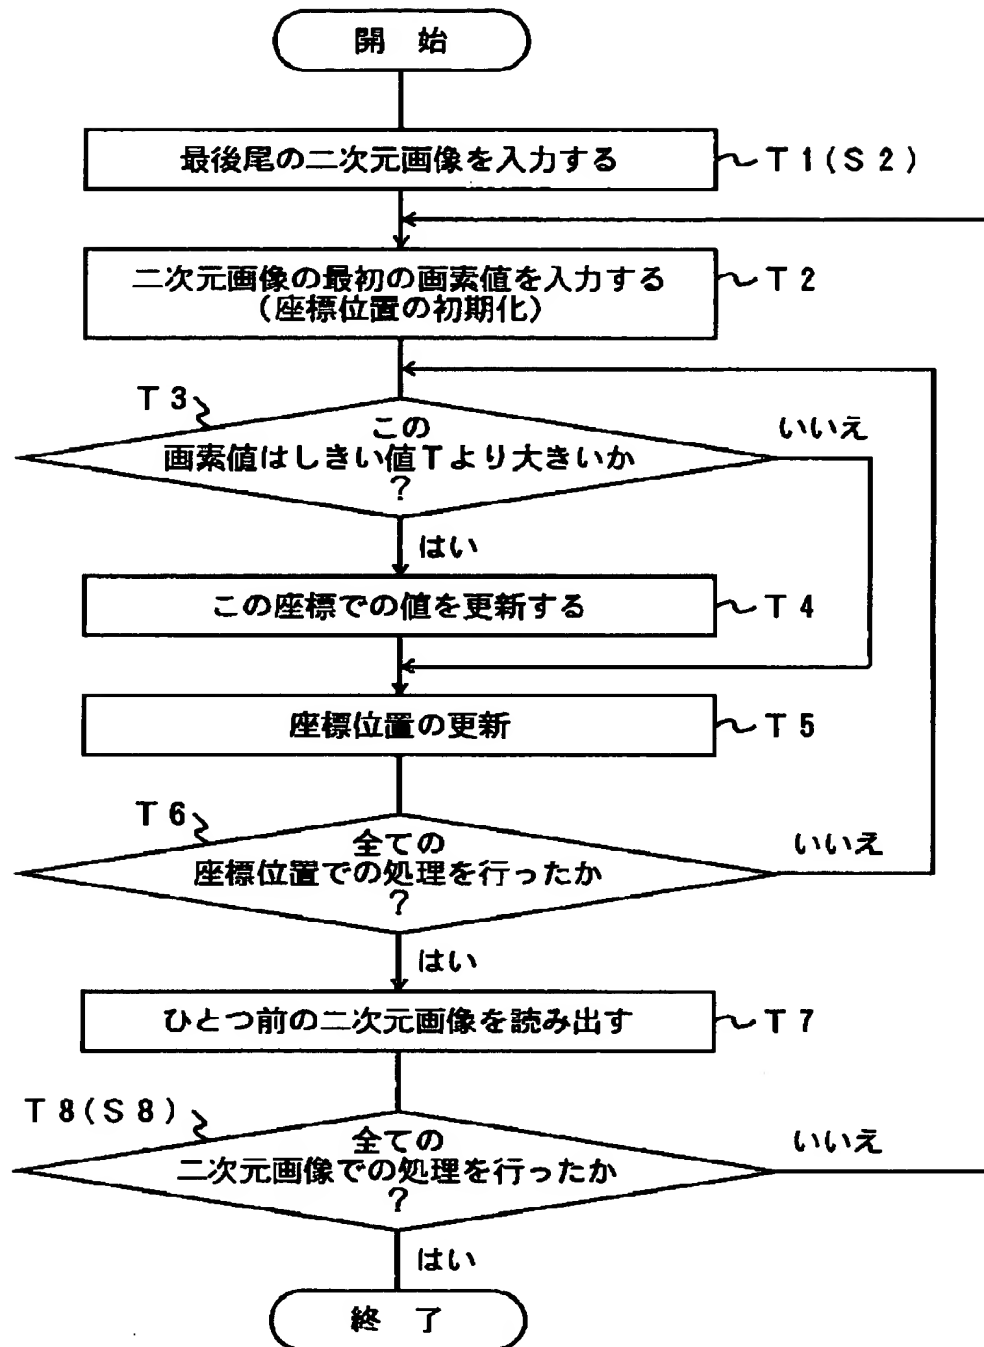 開 始
最後尾の二次元画像を入力する
T1(S2)
二次元画像の最初の画素値を入力する
(座標位置の初期化)
T2
T3
この
画素値はしきい値Tより大きいか
?
いいえ
はい
この座標での値を更新する
T4
座標位置の更新
T5
T6
全ての
座標位置での処理を行ったか
?
いいえ
はい
ひとつ前の二次元画像を読み出す
T7
T8(S8)
全ての
二次元画像での処理を行ったか
?
いいえ
はい
終 了